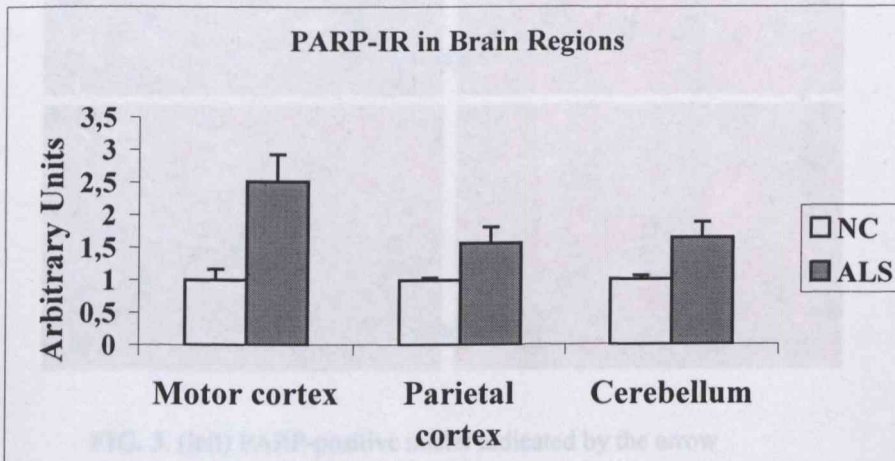 PARP-IR in Brain Regions
Arbitrary Units
3,5
3
2,5
2
1,5
1
0,5
0
Motor cortex
Parietal
cortex
Cerebellum
NC
ALS
FIG. 3. (left) PARP-positive indicated by the arrow